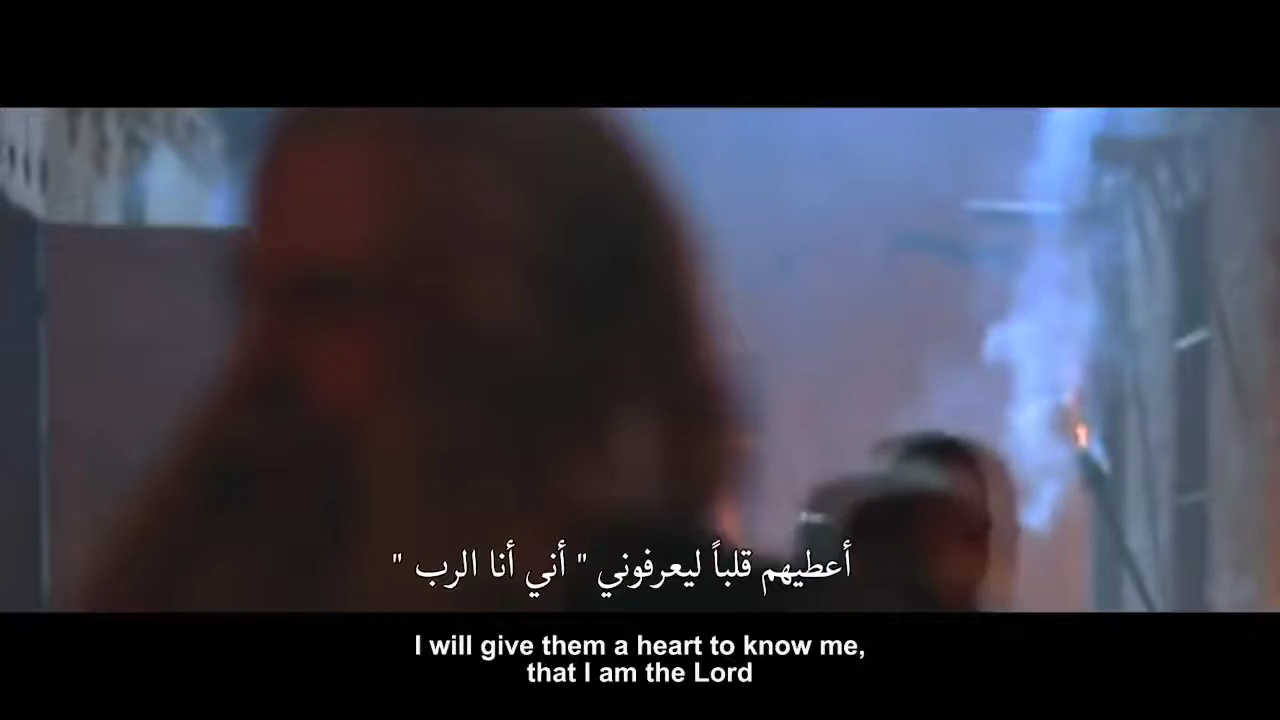 أعطيهم قلباً ليعرفوني " أني أنا الرب "
I will give them a heart to know me,
that I am the Lord